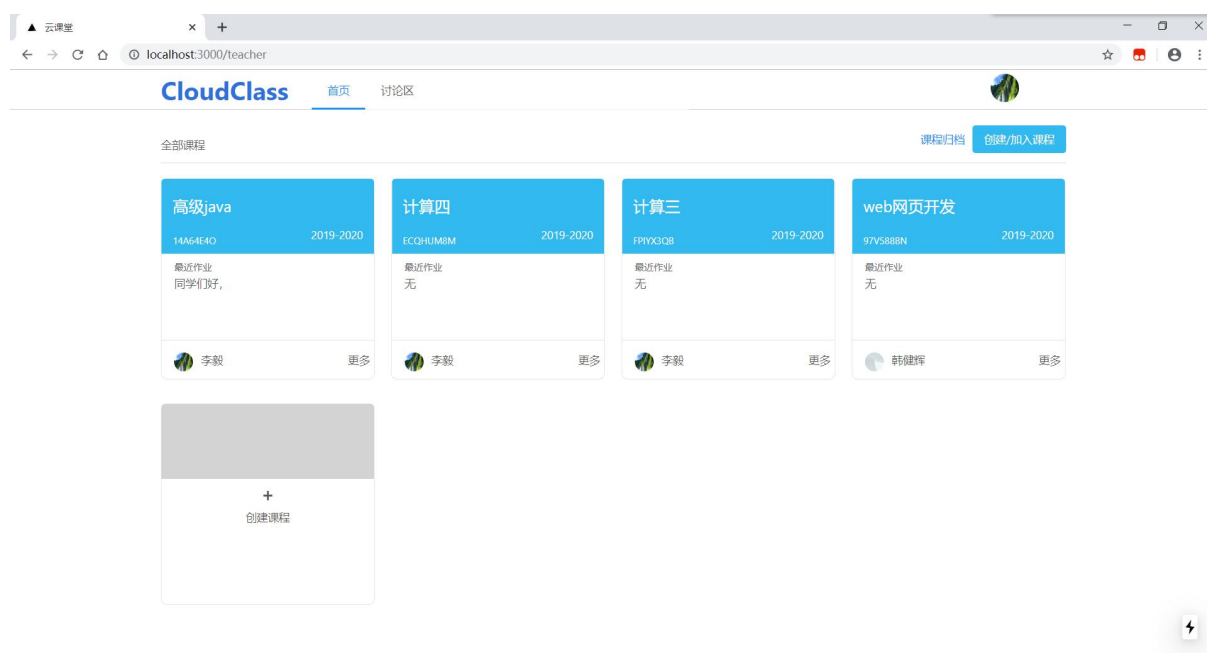 云课堂
localhost:3000/teacher
CloudClass 首页 讨论区
全部课程 课程归档 创建/加入课程
高级java 计算四 计算三 web网页开发
14A64E4O 2019-2020 ECQHUM8M 2019-2020 FPIYX3Q8 2019-2020 97V5888N 2019-2020
最近作业 最近作业 最近作业 最近作业
同学们好, 无 无 无
李毅 更多 李毅 更多 李毅 更多 韩健辉 更多
+
创建课程